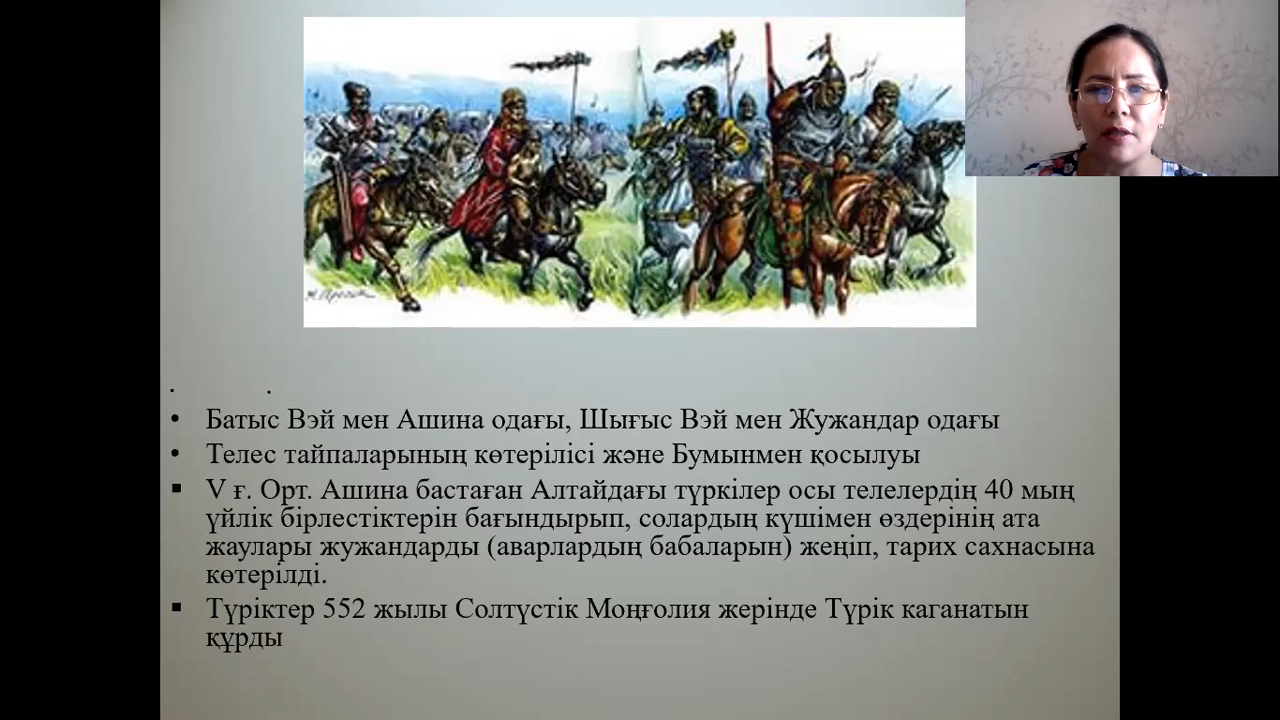 • Батыс Вэй мен Ашина одағы, Шығыс Вэй мен Жужандар одағы
• Телес тайпаларының көтерілісі және Бумынмен қосылуы
▪ V ғ. Орт. Ашина бастаған Алтайдағы түркілер осы телелердің 40 мың
үйлік бірлестіктерін бағындырып, солардың күшімен өздерінің ата
жаулары жужандарды (аварлардың бабаларын) жеңіп, тарих сахнасына
көтерілді.
▪ Түріктер 552 жылы Солтүстік Моңғолия жерінде Түрік каганатын
құрды